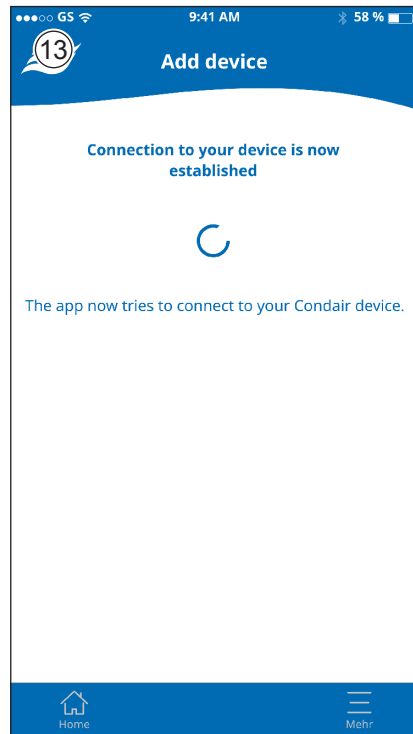 GS 9:41 AM 58 %
13
Add device
Connection to your device is now
established
The app now tries to connect to your Condair device.
Home Mehr